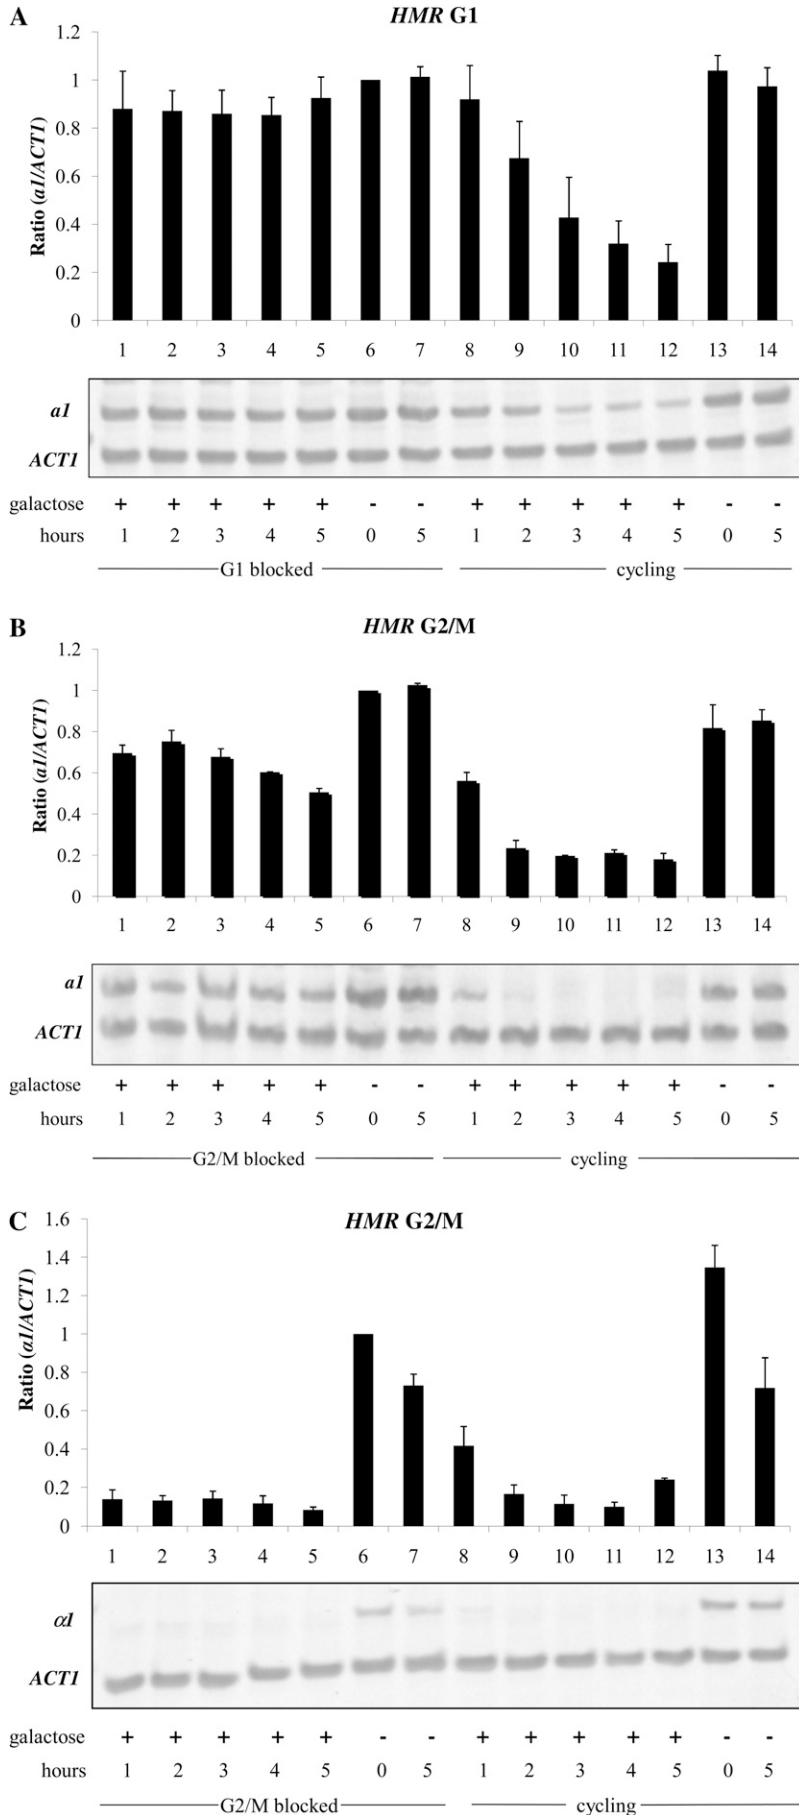 A
HMR G1
1.2
1
0.8
0.6
0.4
0.2
0
Ratio (a1/ACT1)
1 2 3 4 5 6 7 8 9 10 11 12 13 14
a1
ACT1
galactose + + + + + - - + + + + + - -
hours 1 2 3 4 5 0 5 1 2 3 4 5 0 5
G1 blocked cycling
B
HMR G2/M
1.2
1
0.8
0.6
0.4
0.2
0
Ratio (a1/ACT1)
1 2 3 4 5 6 7 8 9 10 11 12 13 14
a1
ACT1
galactose + + + + + - - + + + + + - -
hours 1 2 3 4 5 0 5 1 2 3 4 5 0 5
G2/M blocked cycling
C
HMR G2/M
1.6
1.4
1.2
1
0.8
0.6
0.4
0.2
0
Ratio (α1/ACT1)
1 2 3 4 5 6 7 8 9 10 11 12 13 14
α1
ACT1
galactose + + + + + - - + + + + + - -
hours 1 2 3 4 5 0 5 1 2 3 4 5 0 5
G2/M blocked cycling